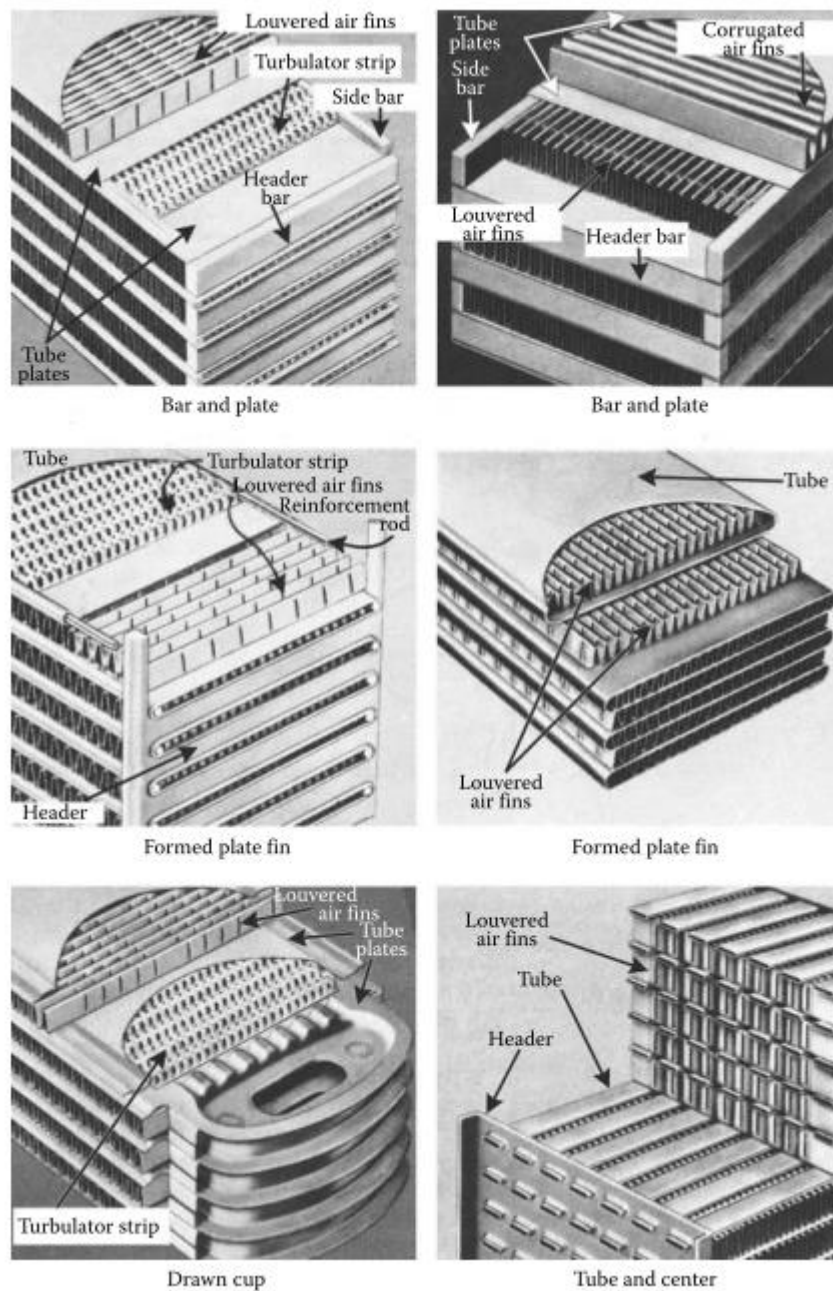 Louvered air fins
Turbulator strip
Side bar
Header
bar
Tube
plates
Bar and plate
Tube
plates
Side
bar
Corrugated
air fins
Louvered
air fins
Header bar
Bar and plate
Tube
Turbulator strip
Louvered air fins
Reinforcement
rod
Header
Formed plate fin
Tube
Louvered
air fins
Formed plate fin
Louvered
air fins
Tube
plates
Turbulator strip
Drawn cup
Louvered
air fins
Tube
Header
Tube and center